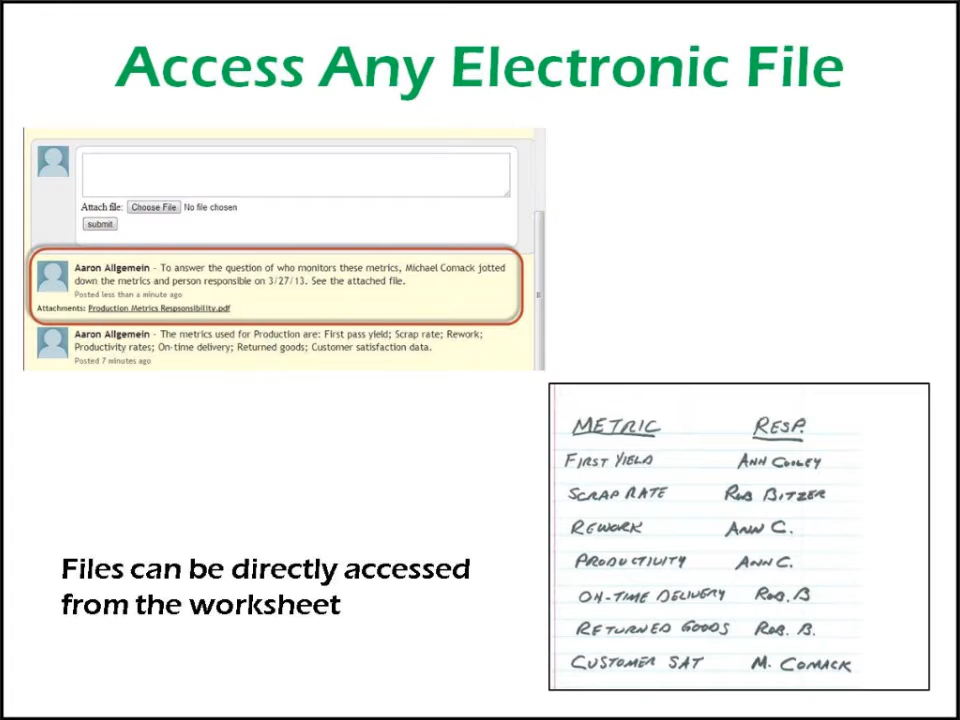 Access Any Electronic File
Attach file: Choose File No file chosen
submit
Aaron Allgemein - To answer the question of who monitors these metrics, Michael Comack jotted
down the metrics and person responsible on 3/27/13. See the attached file.
Posted less than a minute ago
Attachments: Production Metrics Respsonsibility.pdf
Aaron Allgemein - The metrics used for Production are: First pass yield; Scrap rate; Rework;
Productivity rates; On-time delivery; Returned goods; Customer satisfaction data.
Posted 7 minutes ago
METRIC RESP.
FIRST YIELD ANN COOLEY
SCRAP RATE ROB BITZER
REWORK ANN C.
PRODUCTIVITY ANN C.
ON-TIME DELIVERY ROB. B
RETURNED GOODS ROB. B.
CUSTOMER SAT M. COMACK
Files can be directly accessed
from the worksheet